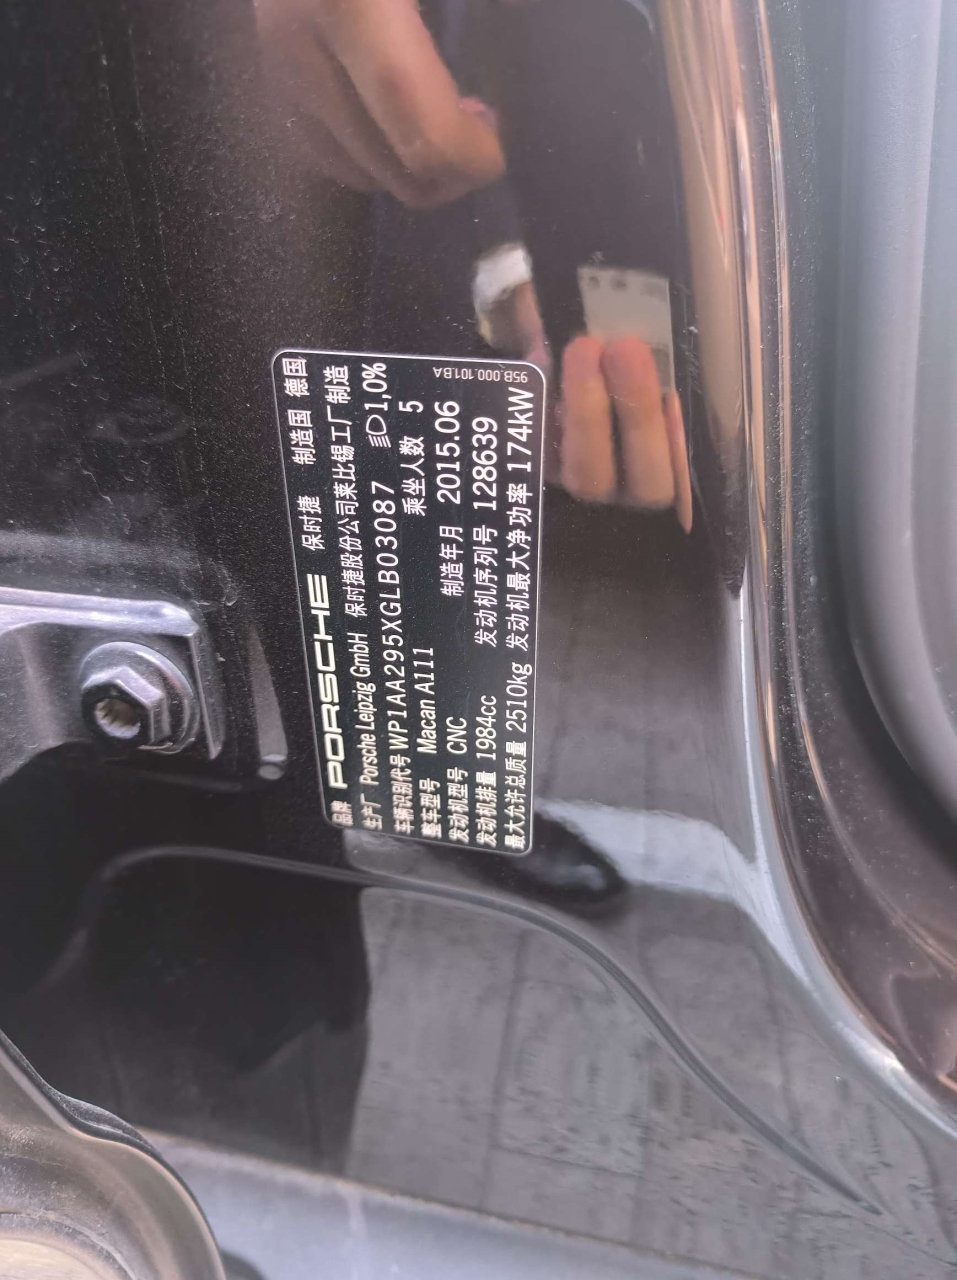 品牌 PORSCHE 保时捷 制造国 德国
生产厂 Porsche Leipzig GmbH 保时捷股份公司莱比锡工厂制造
车辆识别代号 WP1AA295XGLB03087 1,0%
整车型号 Macan A111 乘坐人数 5
发动机型号 CNC 制造年月 2015.06
发动机排量 1984cc 发动机序列号 128639
最大允许总质量 2510kg 发动机最大净功率 174kW
95B.000.101.BA